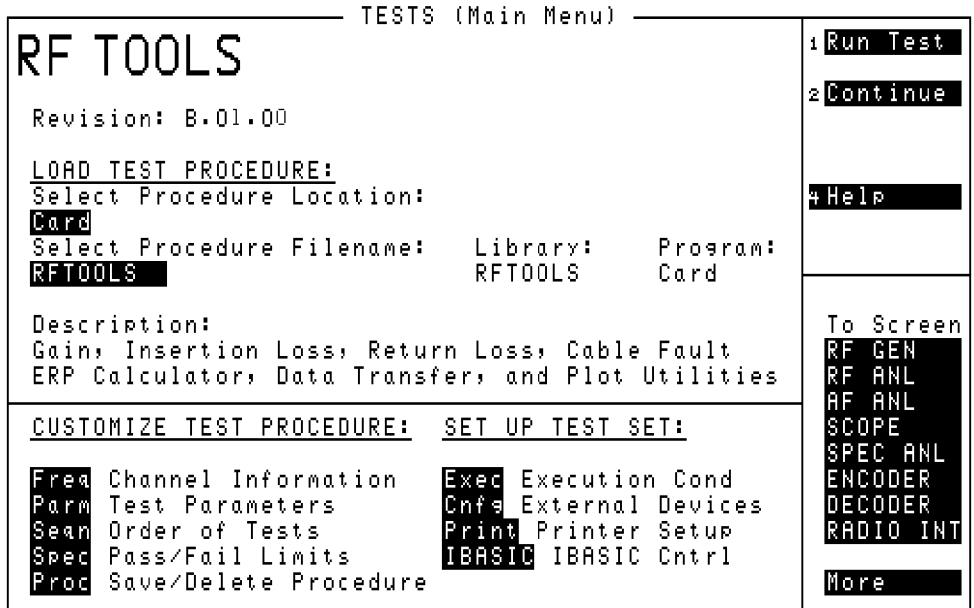 TESTS (Main Menu)
RF TOOLS
Revision: B.01.00
LOAD TEST PROCEDURE:
Select Procedure Location:
Card
Select Procedure Filename: Library: Program:
RFTOOLS RFTOOLS Card
Description:
Gain, Insertion Loss, Return Loss, Cable Fault
ERP Calculator, Data Transfer, and Plot Utilities
CUSTOMIZE TEST PROCEDURE: SET UP TEST SET:
Freq Channel Information Exec Execution Cond
Parm Test Parameters Cnfg External Devices
Seqn Order of Tests Print Printer Setup
Spec Pass/Fail Limits IBASIC IBASIC Cntrl
Proc Save/Delete Procedure
1 Run Test
2 Continue
4 Help
To Screen
RF GEN
RF ANL
AF ANL
SCOPE
SPEC ANL
ENCODER
DECODER
RADIO INT
More